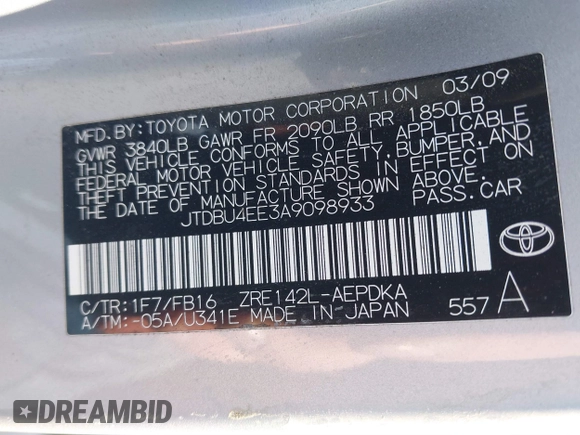 MFD. BY: TOYOTA MOTOR CORPORATION 03/09
GVWR 3840LB GAWR FR 2090LB RR 1850LB
THIS VEHICLE CONFORMS TO ALL APPLICABLE
FEDERAL MOTOR VEHICLE SAFETY, BUMPER, AND
THEFT PREVENTION STANDARDS IN EFFECT ON
THE DATE OF MANUFACTURE SHOWN ABOVE.
JTDBU4EE3A9098933 PASS. CAR
C/TR: 1F7/FB16 ZRE142L-AEPDKA
A/TM: -05A/U341E MADE IN JAPAN 557 A
DREAMBID